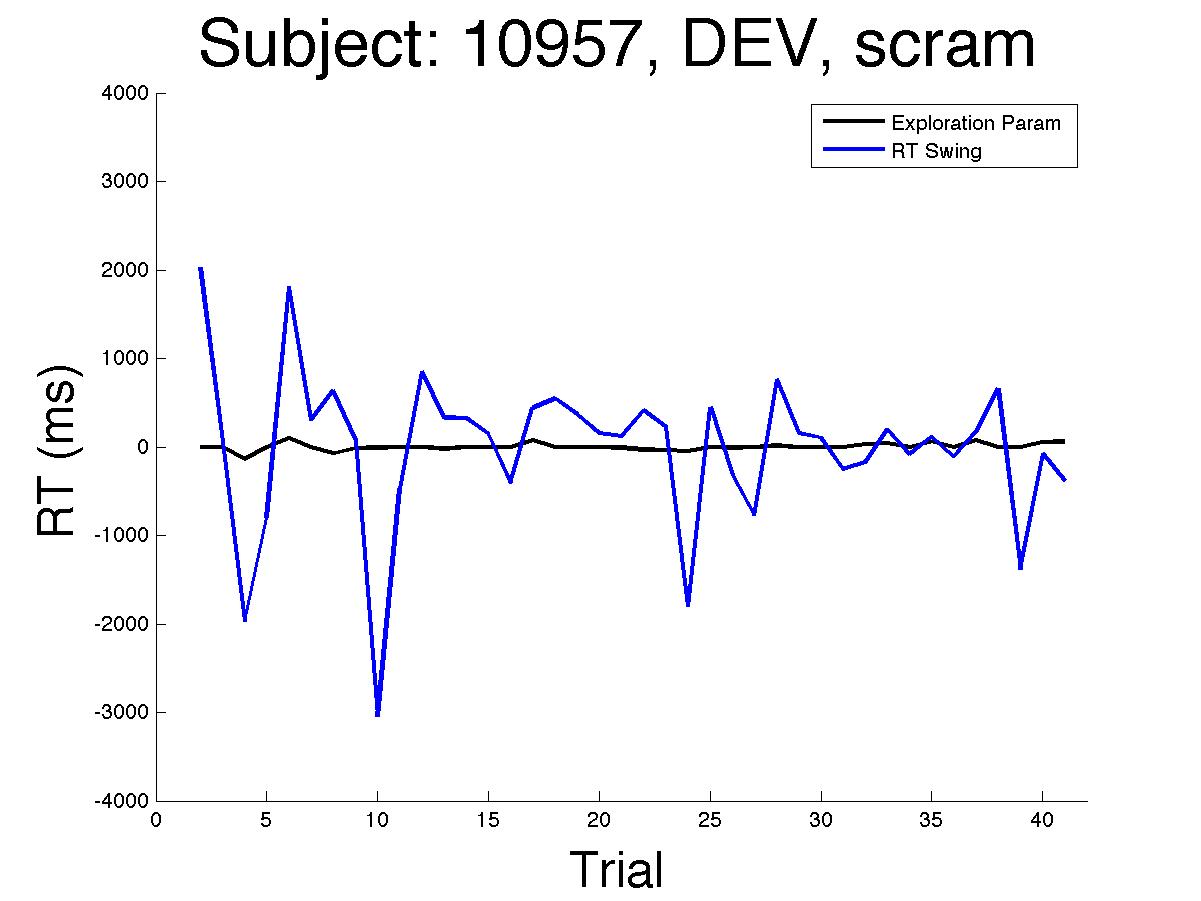 Subject: 10957, DEV, scram
Exploration Param
RT Swing
4000
3000
2000
1000
0
-1000
-2000
-3000
-4000
RT (ms)
0 5 10 15 20 25 30 35 40
Trial